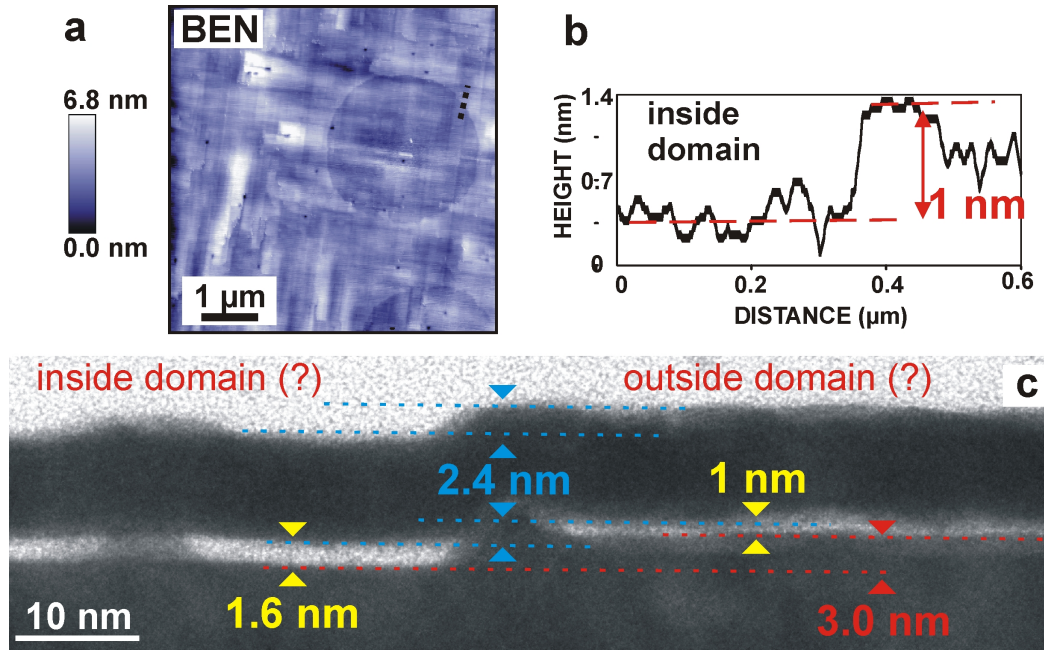 a
BEN
6.8 nm
0.0 nm
1 µm
b
1.4
0.7
0
HEIGHT (nm)
inside
domain
1 nm
0
0.2
0.4
0.6
DISTANCE (µm)
inside domain (?)
outside domain (?)
c
2.4 nm
1 nm
1.6 nm
3.0 nm
10 nm